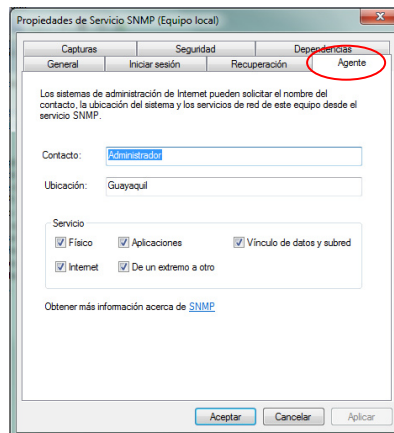 Propiedades de Servicio SNMP (Equipo local)
Capturas Seguridad Dependencias
General Iniciar sesión Recuperación Agente
Los sistemas de administración de Internet pueden solicitar el nombre del
contacto, la ubicación del sistema y los servicios de red de este equipo desde el
servicio SNMP.
Contacto: Administrador
Ubicación: Guayaquil
Servicio
Físico Aplicaciones Vínculo de datos y subred
Internet De un extremo a otro
Obtener más información acerca de SNMP
Aceptar Cancelar Aplicar